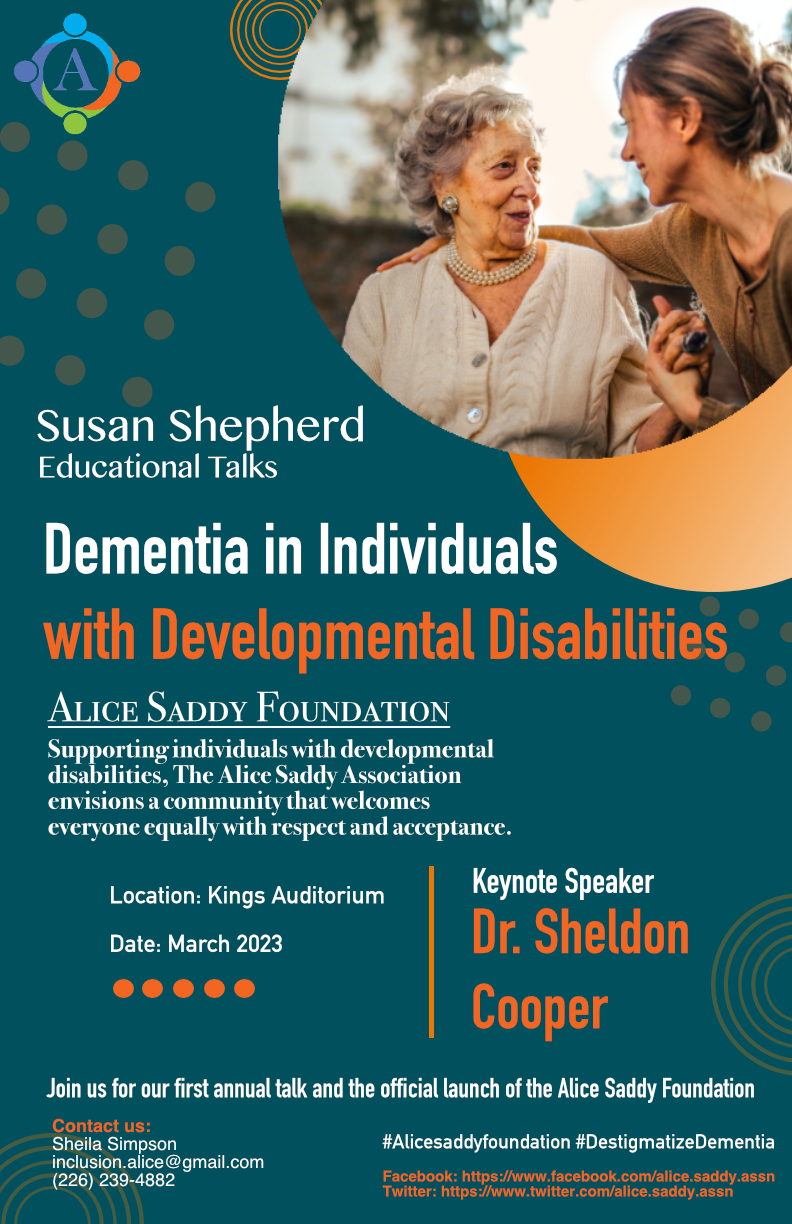 A
Susan Shepherd
Educational Talks
Dementia in Individuals
with Developmental Disabilities
Alice Saddy Foundation
Supporting individuals with developmental
disabilities, The Alice Saddy Association
envisions a community that welcomes
everyone equally with respect and acceptance.
Location: Kings Auditorium
Date: March 2023
Keynote Speaker
Dr. Sheldon
Cooper
Join us for our first annual talk and the official launch of the Alice Saddy Foundation
Contact us:
Sheila Simpson
inclusion.alice@gmail.com
(226) 239-4882
#Alicesaddyfoundation #DestigmatizeDementia
Facebook: https://www.facebook.com/alice.saddy.assn
Twitter: https://www.twitter.com/alice.saddy.assn